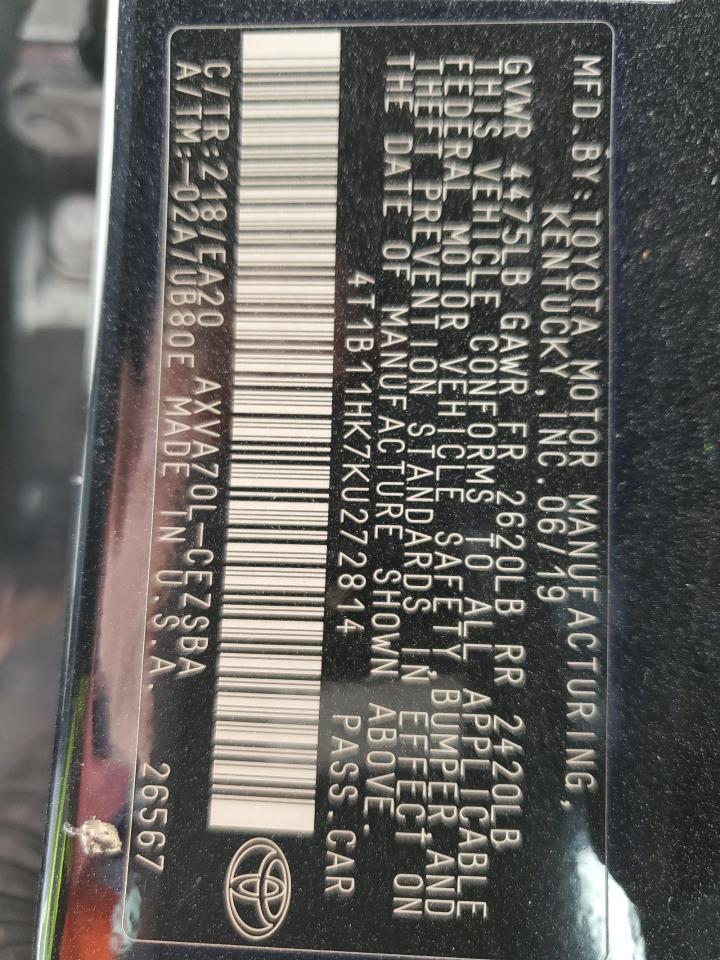 MFD.BY:TOYOTA MOTOR MANUFACTURING,
KENTUCKY, INC.06/19
GVWR 4475LB GAWR FR 2620LB RR 2420LB
THIS VEHICLE CONFORMS TO ALL APPLICABLE
FEDERAL MOTOR VEHICLE SAFETY,BUMPER,AND
THEFT PREVENTION STANDARDS IN EFFECT ON
THE DATE OF MANUFACTURE SHOWN ABOVE.
4T1B11HK7KU272814 PASS.CAR
C/TR:218/EA20 AXVA70L-CEZSBA
A/TM:-02A/UB80E MADE IN U.S.A. 26567